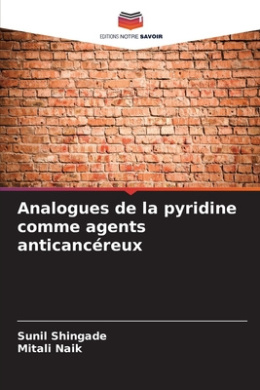 EDITIONS NOTRE SAVOIR
Analogues de la pyridine
comme agents
anticancéreux
Sunil Shingade
Mitali Naik